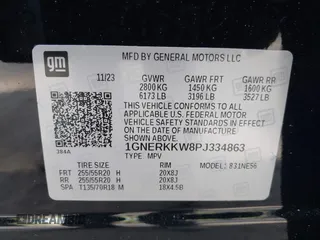 gm
MFD BY GENERAL MOTORS LLC
11/23 GVWR GAWR FRT GAWR RR
2800 KG 1450 KG 1600 KG
6173 LB 3196 LB 3527 LB
THIS VEHICLE CONFORMS TO ALL APPLICABLE
U.S. FEDERAL MOTOR VEHICLE SAFETY
STANDARDS IN EFFECT ON THE DATE OF
MANUFACTURE SHOWN ABOVE.
1GNERKKW8PJ334863
384A
TYPE: MPV
TIRE SIZE RIM MODEL: 831NES6
FRT 255/55R20 H 20X8J
RR 255/55R20 H 20X8J
SPA T135/70R18 M 18X4.5B